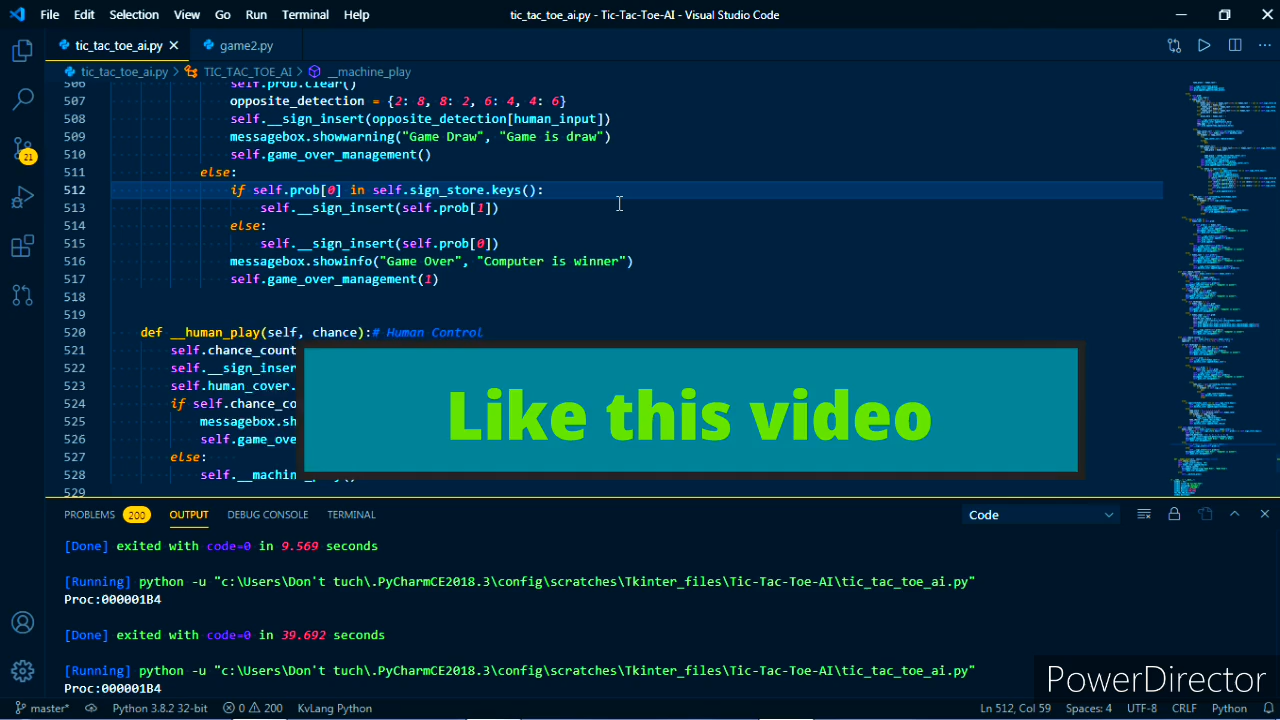 File Edit Selection View Go Run Terminal Help
tic_tac_toe_ai.py - Tic-Tac-Toe-AI - Visual Studio Code
tic_tac_toe_ai.py game2.py
tic_tac_toe_ai.py > TIC_TAC_TOE_AI > __machine_play
506 self.prob.clear()
507 opposite_detection = {2: 8, 8: 2, 6: 4, 4: 6}
508 self.__sign_insert(opposite_detection[human_input])
509 messagebox.showwarning("Game Draw", "Game is draw")
510 self.game_over_management()
511 else:
512 if self.prob[0] in self.sign_store.keys():
513 self.__sign_insert(self.prob[1])
514 else:
515 self.__sign_insert(self.prob[0])
516 messagebox.showinfo("Game Over", "Computer is winner")
517 self.game_over_management(1)
518
519
520 def __human_play(self, chance):# Human Control
521 self.chance_count
522 self.__sign_inser
523 self.human_cover.
524 if self.chance_co
525 messagebox.sh
526 self.game_ove
527 else:
528 self.__machin
529
Like this video
PROBLEMS 200 OUTPUT DEBUG CONSOLE TERMINAL
Code
[Done] exited with code=0 in 9.569 seconds
[Running] python -u "c:\Users\Don't tuch\.PyCharmCE2018.3\config\scratches\Tkinter_files\Tic-Tac-Toe-AI\tic_tac_toe_ai.py"
Proc:000001B4
[Done] exited with code=0 in 39.692 seconds
[Running] python -u "c:\Users\Don't tuch\.PyCharmCE2018.3\config\scratches\Tkinter_files\Tic-Tac-Toe-AI\tic_tac_toe_ai.py"
Proc:000001B4
PowerDirector
21
master* Python 3.8.2 32-bit 0 200 KvLang Python Ln 512, Col 59 Spaces: 4 UTF-8 CRLF Python